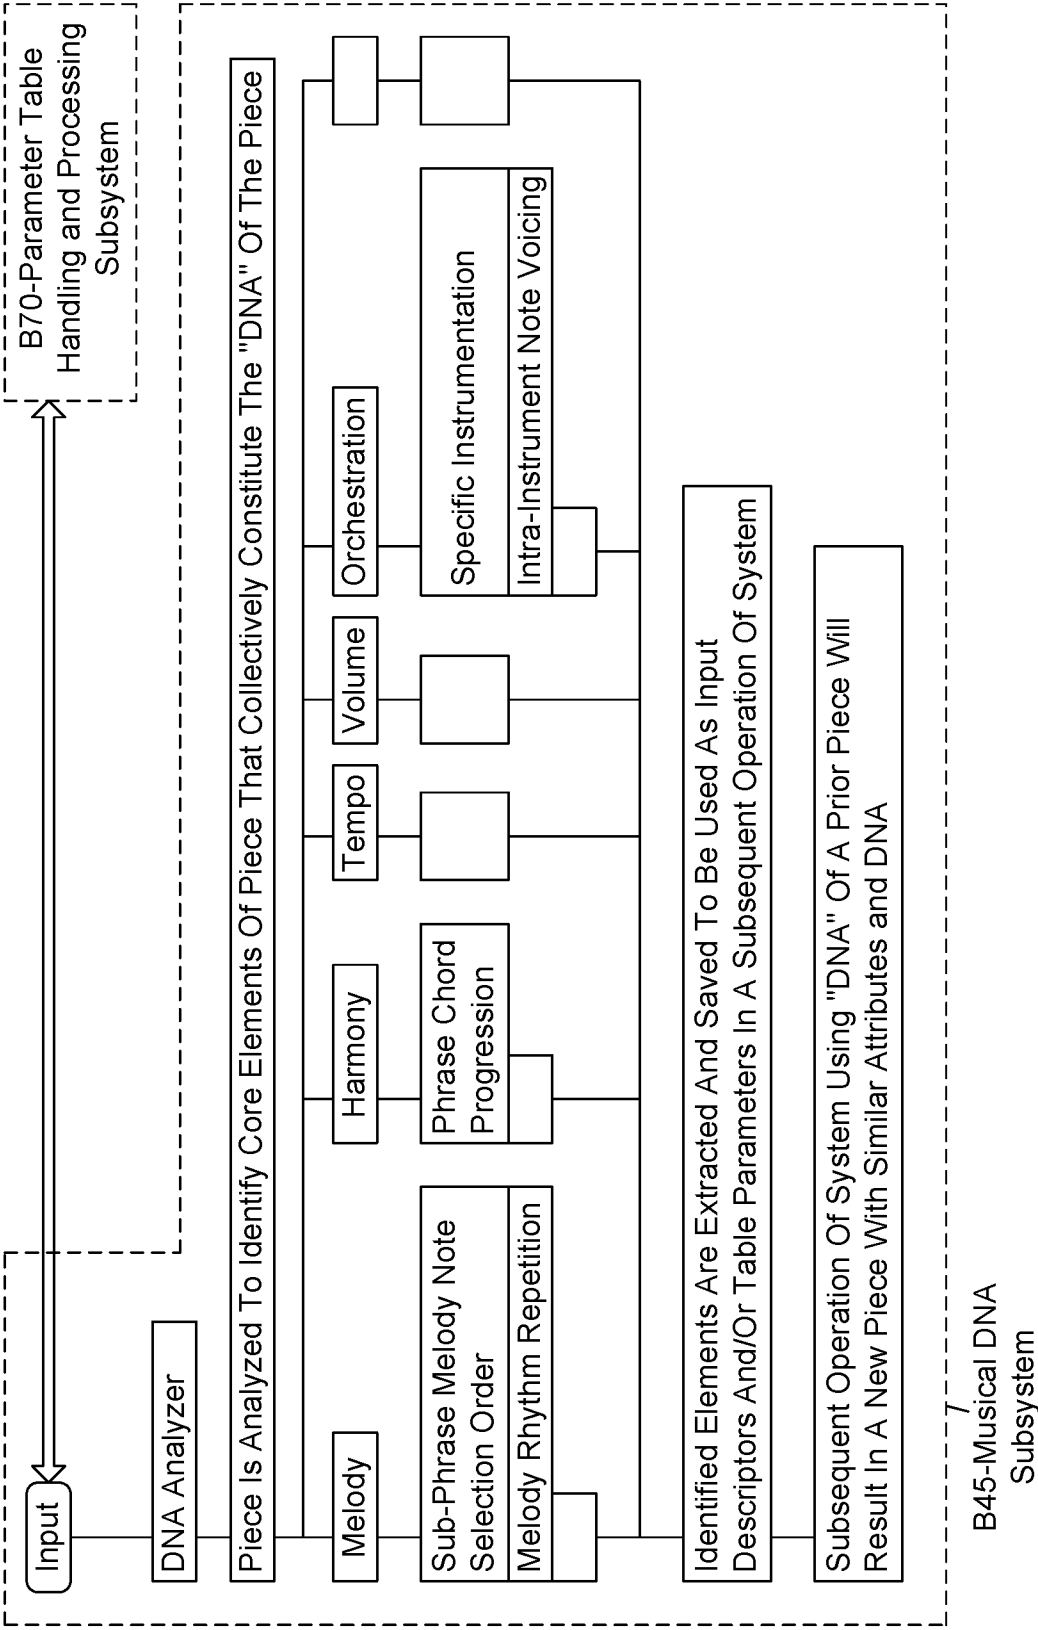 B70-Parameter Table
Handling and Processing
Subsystem
Input
DNA Analyzer
Piece Is Analyzed To Identify Core Elements Of Piece That Collectively Constitute The "DNA" Of The Piece
Melody
Harmony
Tempo
Volume
Orchestration
Sub-Phrase Melody Note
Selection Order
Melody Rhythm Repetition
Phrase Chord
Progression
Specific Instrumentation
Intra-Instrument Note Voicing
Identified Elements Are Extracted And Saved To Be Used As Input
Descriptors And/Or Table Parameters In A Subsequent Operation Of System
Subsequent Operation Of System Using "DNA" Of A Prior Piece Will
Result In A New Piece With Similar Attributes and DNA
B45-Musical DNA
Subsystem